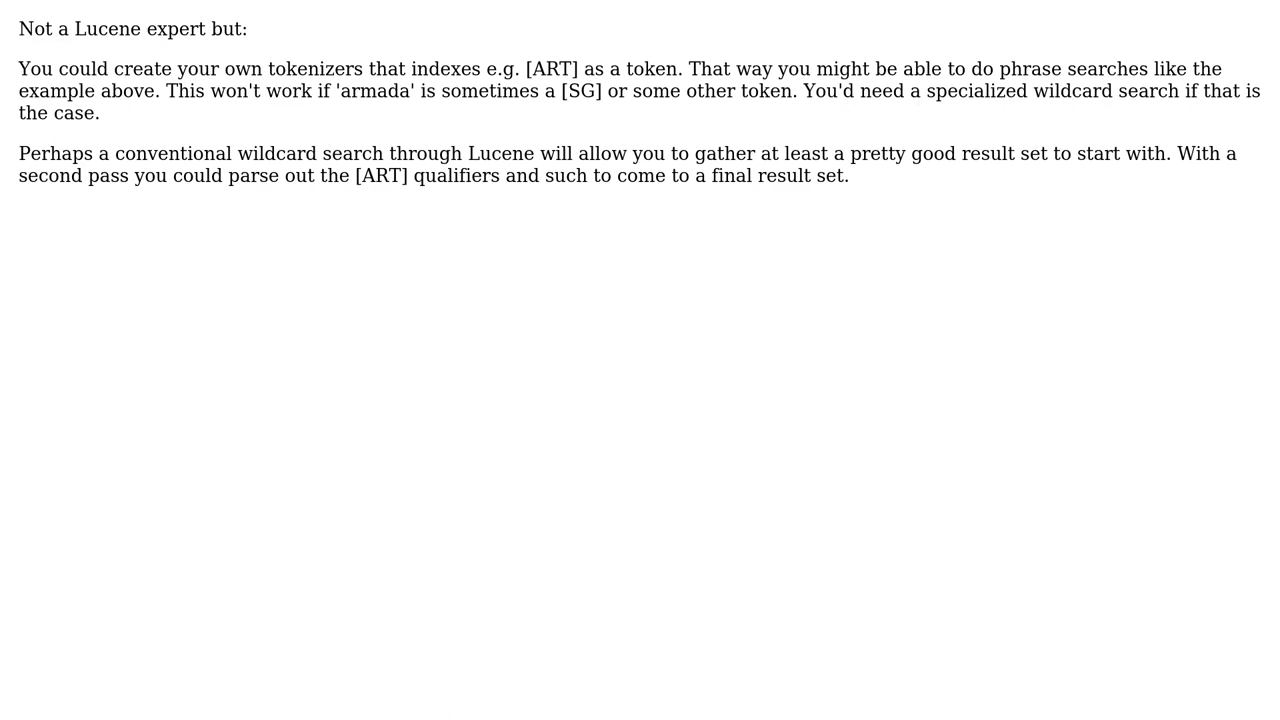 Not a Lucene expert but:
You could create your own tokenizers that indexes e.g. [ART] as a token. That way you might be able to do phrase searches like the
example above. This won't work if 'armada' is sometimes a [SG] or some other token. You'd need a specialized wildcard search if that is
the case.
Perhaps a conventional wildcard search through Lucene will allow you to gather at least a pretty good result set to start with. With a
second pass you could parse out the [ART] qualifiers and such to come to a final result set.